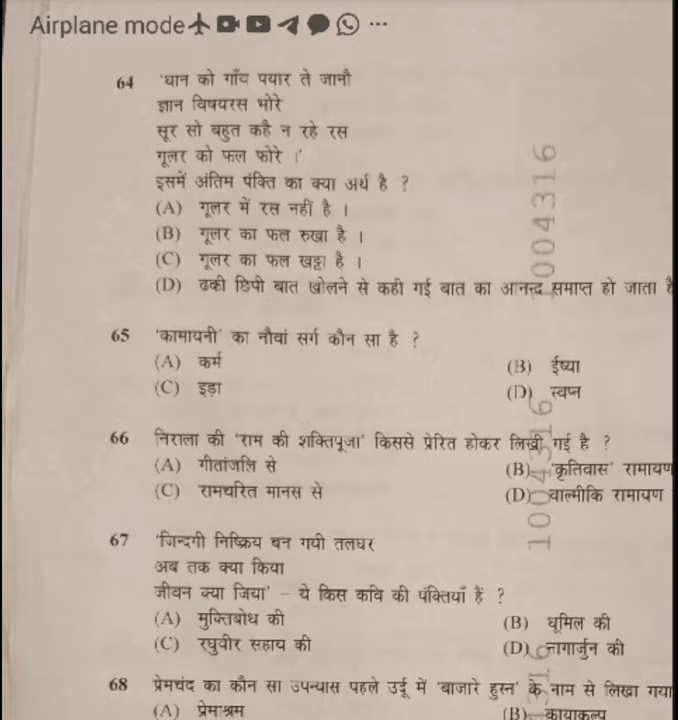 Airplane mode
64 'धान को गाँव पयार ते जानौ
ज्ञान विषयरस भोरे
सूर सो बहुत कहै न रहे रस
गूलर को फल फोरे ।'
इसमें अंतिम पंक्ति का क्या अर्थ है ?
(A) गूलर में रस नहीं है ।
(B) गूलर का फल रुखा है ।
(C) गूलर का फल खट्टा है ।
(D) ढकी छिपी बात खोलने से कही गई बात का आनन्द समाप्त हो जाता है
1004316
65 'कामायनी' का नौवां सर्ग कौन सा है ?
(A) कर्म (B) ईष्या
(C) इड़ा (D) स्वप्न
66 निराला की 'राम की शक्तिपूजा' किससे प्रेरित होकर लिखी गई है ?
(A) गीतांजलि से (B) 'कृतिवास' रामायण
(C) रामचरित मानस से (D) वाल्मीकि रामायण
1004316
67 'जिन्दगी निष्क्रिय बन गयी तलघर
अब तक क्या किया
जीवन क्या जिया' – ये किस कवि की पंक्तियाँ हैं ?
(A) मुक्तिबोध की (B) धूमिल की
(C) रघुवीर सहाय की (D) नागार्जुन की
68 प्रेमचंद का कौन सा उपन्यास पहले उर्दू में 'बाजारे हुस्न' के नाम से लिखा गया
(A) प्रेमाश्रम (B) कायाकल्प